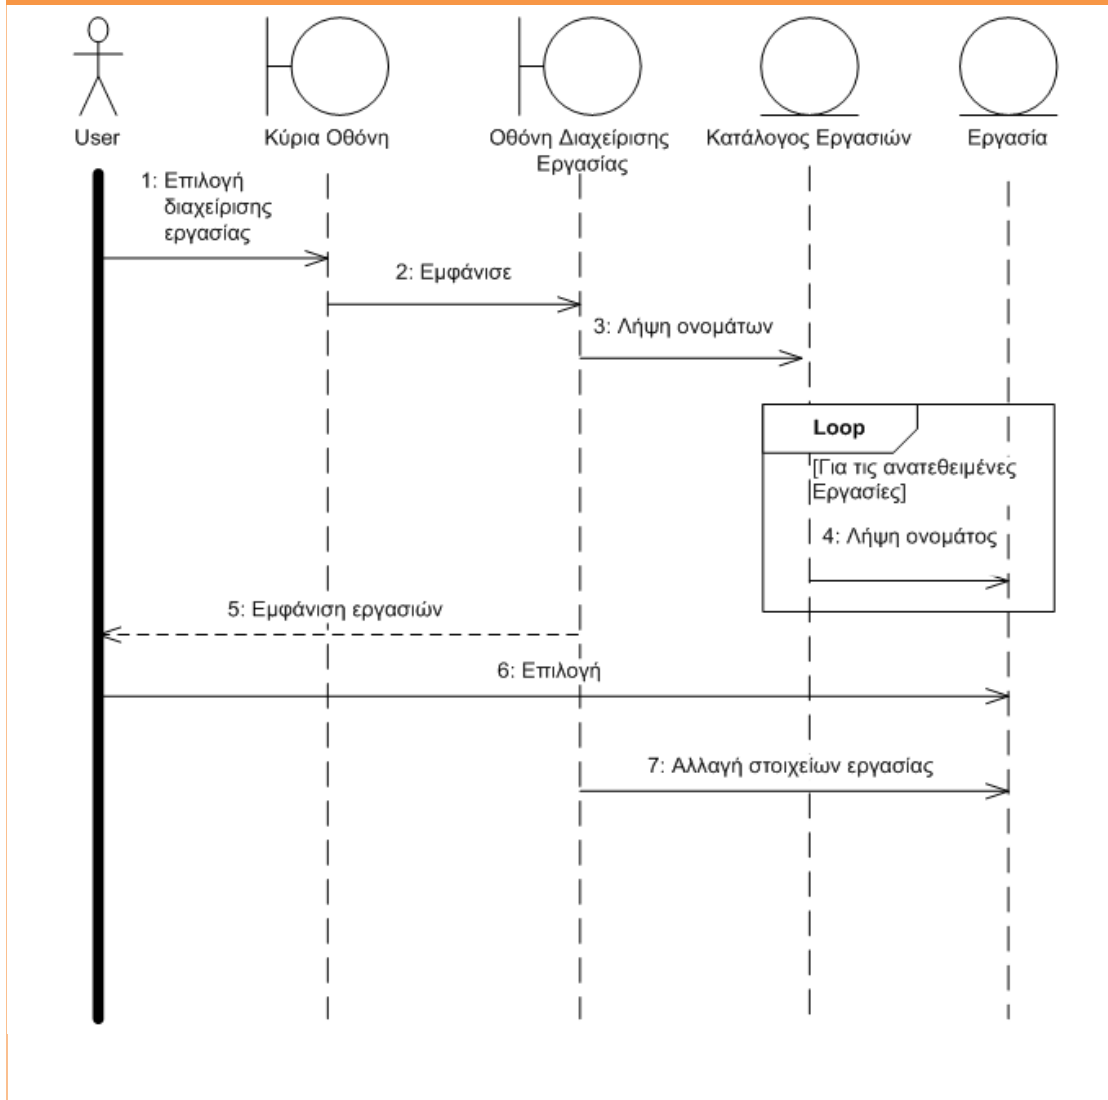 User
Κύρια Οθόνη
Οθόνη Διαχείρισης
Εργασίας
Κατάλογος Εργασιών
Εργασία
1: Επιλογή
διαχείρισης
εργασίας
2: Εμφάνισε
3: Λήψη ονομάτων
Loop
[Για τις ανατεθειμένες
Εργασίες]
4: Λήψη ονομάτος
5: Εμφάνιση εργασιών
6: Επιλογή
7: Αλλαγή στοιχείων εργασίας